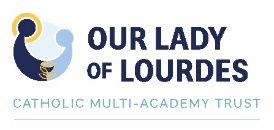 OUR LADY
OF LOURDES
CATHOLIC MULTI-ACADEMY TRUST